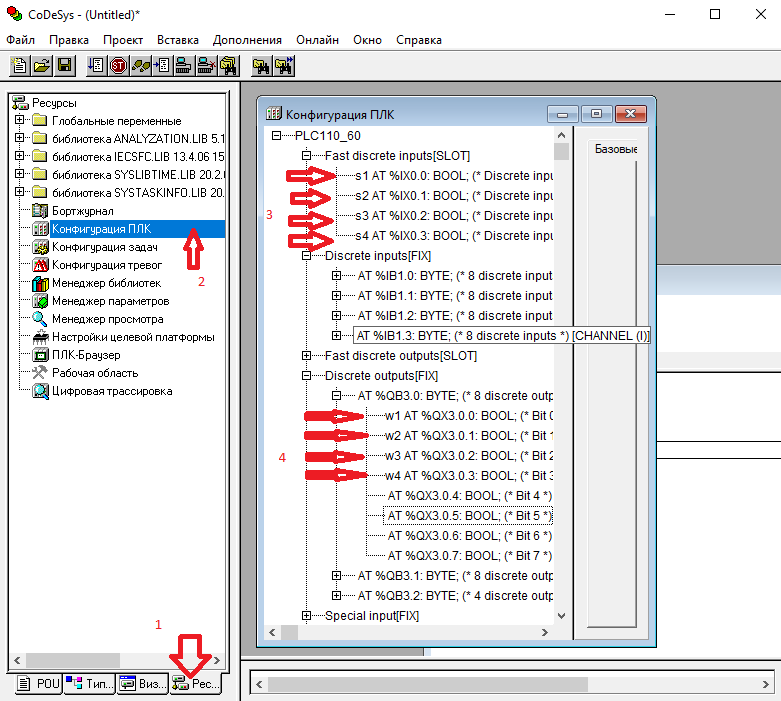 CoDeSys - (Untitled)*
Файл Правка Проект Вставка Дополнения Онлайн Окно Справка
Ресурсы
Глобальные переменные
библиотека ANALYZATION.LIB 5.1
библиотека IECSFC.LIB 13.4.06 15
библиотека SYSLIBTIME.LIB 20.2.0
библиотека SYSTASKINFO.LIB 20.
Бортжурнал
Конфигурация ПЛК
Конфигурация задач
Конфигурация тревог
Менеджер библиотек
Менеджер параметров
Менеджер просмотра
Настройки целевой платформы
ПЛК-Браузер
Рабочая область
Цифровая трассировка
2
1
POU Тип... Виз... Рес...
Конфигурация ПЛК
PLC110_60
Fast discrete inputs[SLOT]
s1 AT %IX0.0: BOOL; (* Discrete inpu
s2 AT %IX0.1: BOOL; (* Discrete inpu
s3 AT %IX0.2: BOOL; (* Discrete inpu
s4 AT %IX0.3: BOOL; (* Discrete inpu
3
Discrete inputs[FIX]
AT %IB1.0: BYTE; (* 8 discrete input
AT %IB1.1: BYTE; (* 8 discrete input
AT %IB1.2: BYTE; (* 8 discrete input
AT %IB1.3: BYTE; (* 8 discrete inputs *) [CHANNEL (I)]
Fast discrete outputs[SLOT]
Discrete outputs[FIX]
AT %QB3.0: BYTE; (* 8 discrete outp
w1 AT %QX3.0.0: BOOL; (* Bit 0
w2 AT %QX3.0.1: BOOL; (* Bit 1
w3 AT %QX3.0.2: BOOL; (* Bit 2
w4 AT %QX3.0.3: BOOL; (* Bit 3
4
AT %QX3.0.4: BOOL; (* Bit 4 *)
AT %QX3.0.5: BOOL; (* Bit 5 *)
AT %QX3.0.6: BOOL; (* Bit 6 *)
AT %QX3.0.7: BOOL; (* Bit 7 *)
AT %QB3.1: BYTE; (* 8 discrete outp
AT %QB3.2: BYTE; (* 4 discrete outp
Special input[FIX]
Базовые